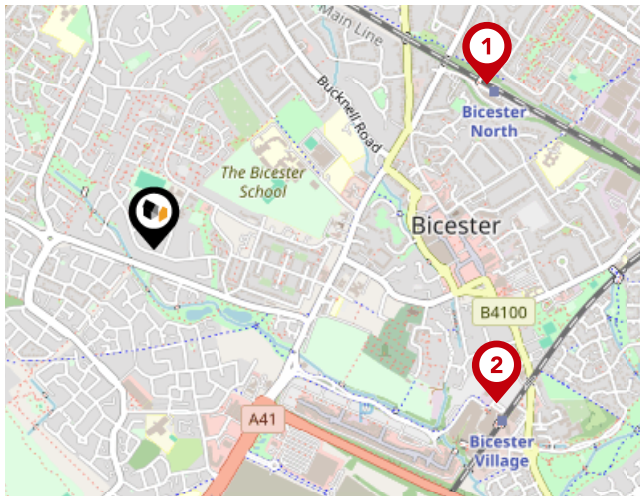 Main Line
1
Bicester
North
Bucknell Road
The Bicester
School
Bicester
B4100
2
A41
Bicester
Village